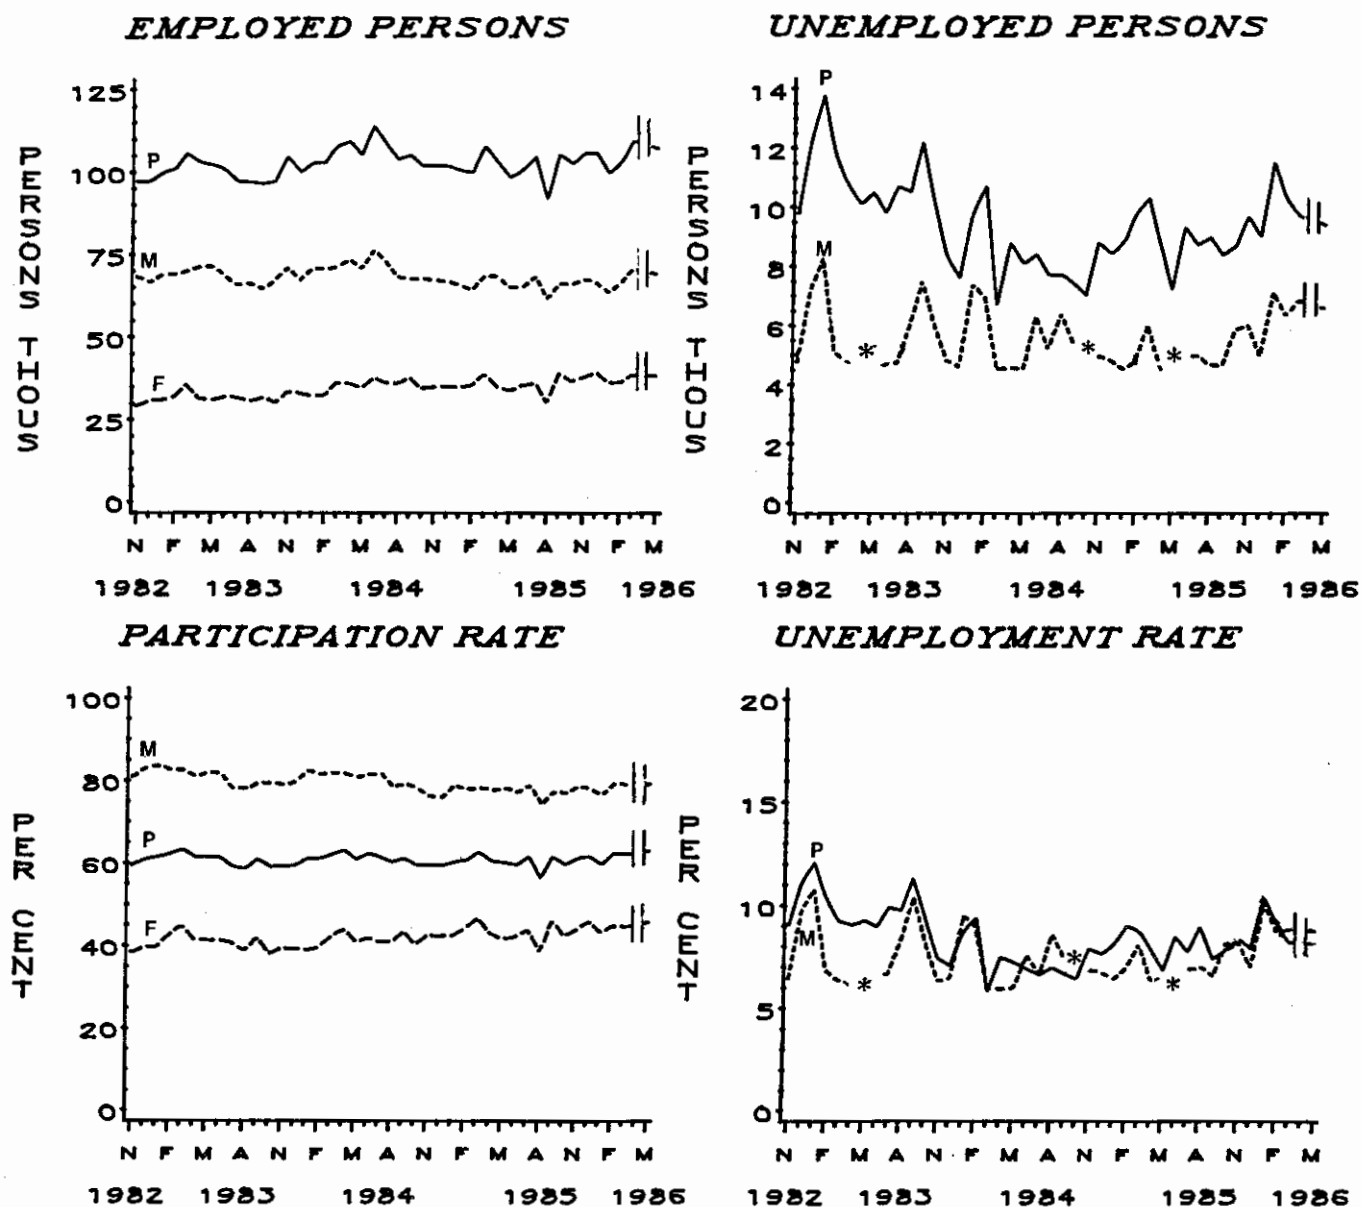 EMPLOYED PERSONS
PERSONS THOUS
125
100
75
50
25
0
P
M
F
N F M A N F M A N F M A N F M
1982 1983 1984 1985 1986
UNEMPLOYED PERSONS
PERSONS THOUS
14
12
10
8
6
4
2
0
P
M
*
*
*
N F M A N F M A N F M A N F M
1982 1983 1984 1985 1986
PARTICIPATION RATE
PER CENT
100
80
60
40
20
0
M
P
F
N F M A N F M A N F M A N F M
1982 1983 1984 1985 1986
UNEMPLOYMENT RATE
PER CENT
20
15
10
5
0
P
M
*
*
*
N F M A N F M A N F M A N F M
1982 1983 1984 1985 1986